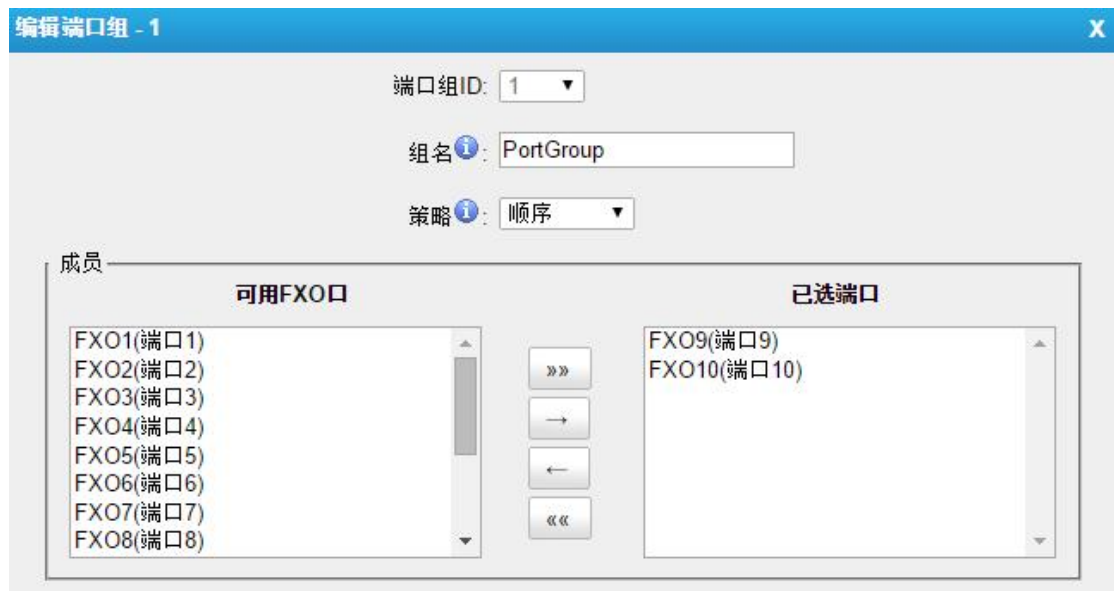 编辑端口组 - 1 X
端口组ID: 1
组名 : PortGroup
策略 : 顺序
成员
可用FXO口 已选端口
FXO1(端口1) FXO9(端口9)
FXO2(端口2) FXO10(端口10)
FXO3(端口3)
FXO4(端口4)
FXO5(端口5)
FXO6(端口6)
FXO7(端口7)
FXO8(端口8)
»»
→
←
««